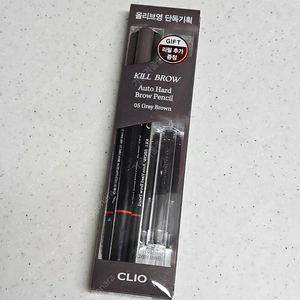 올리브영 단독기획
GIFT
리필 추가
증정
KILL BROW
Auto Hard
Brow Pencil
05 Gray Brown
CLIO